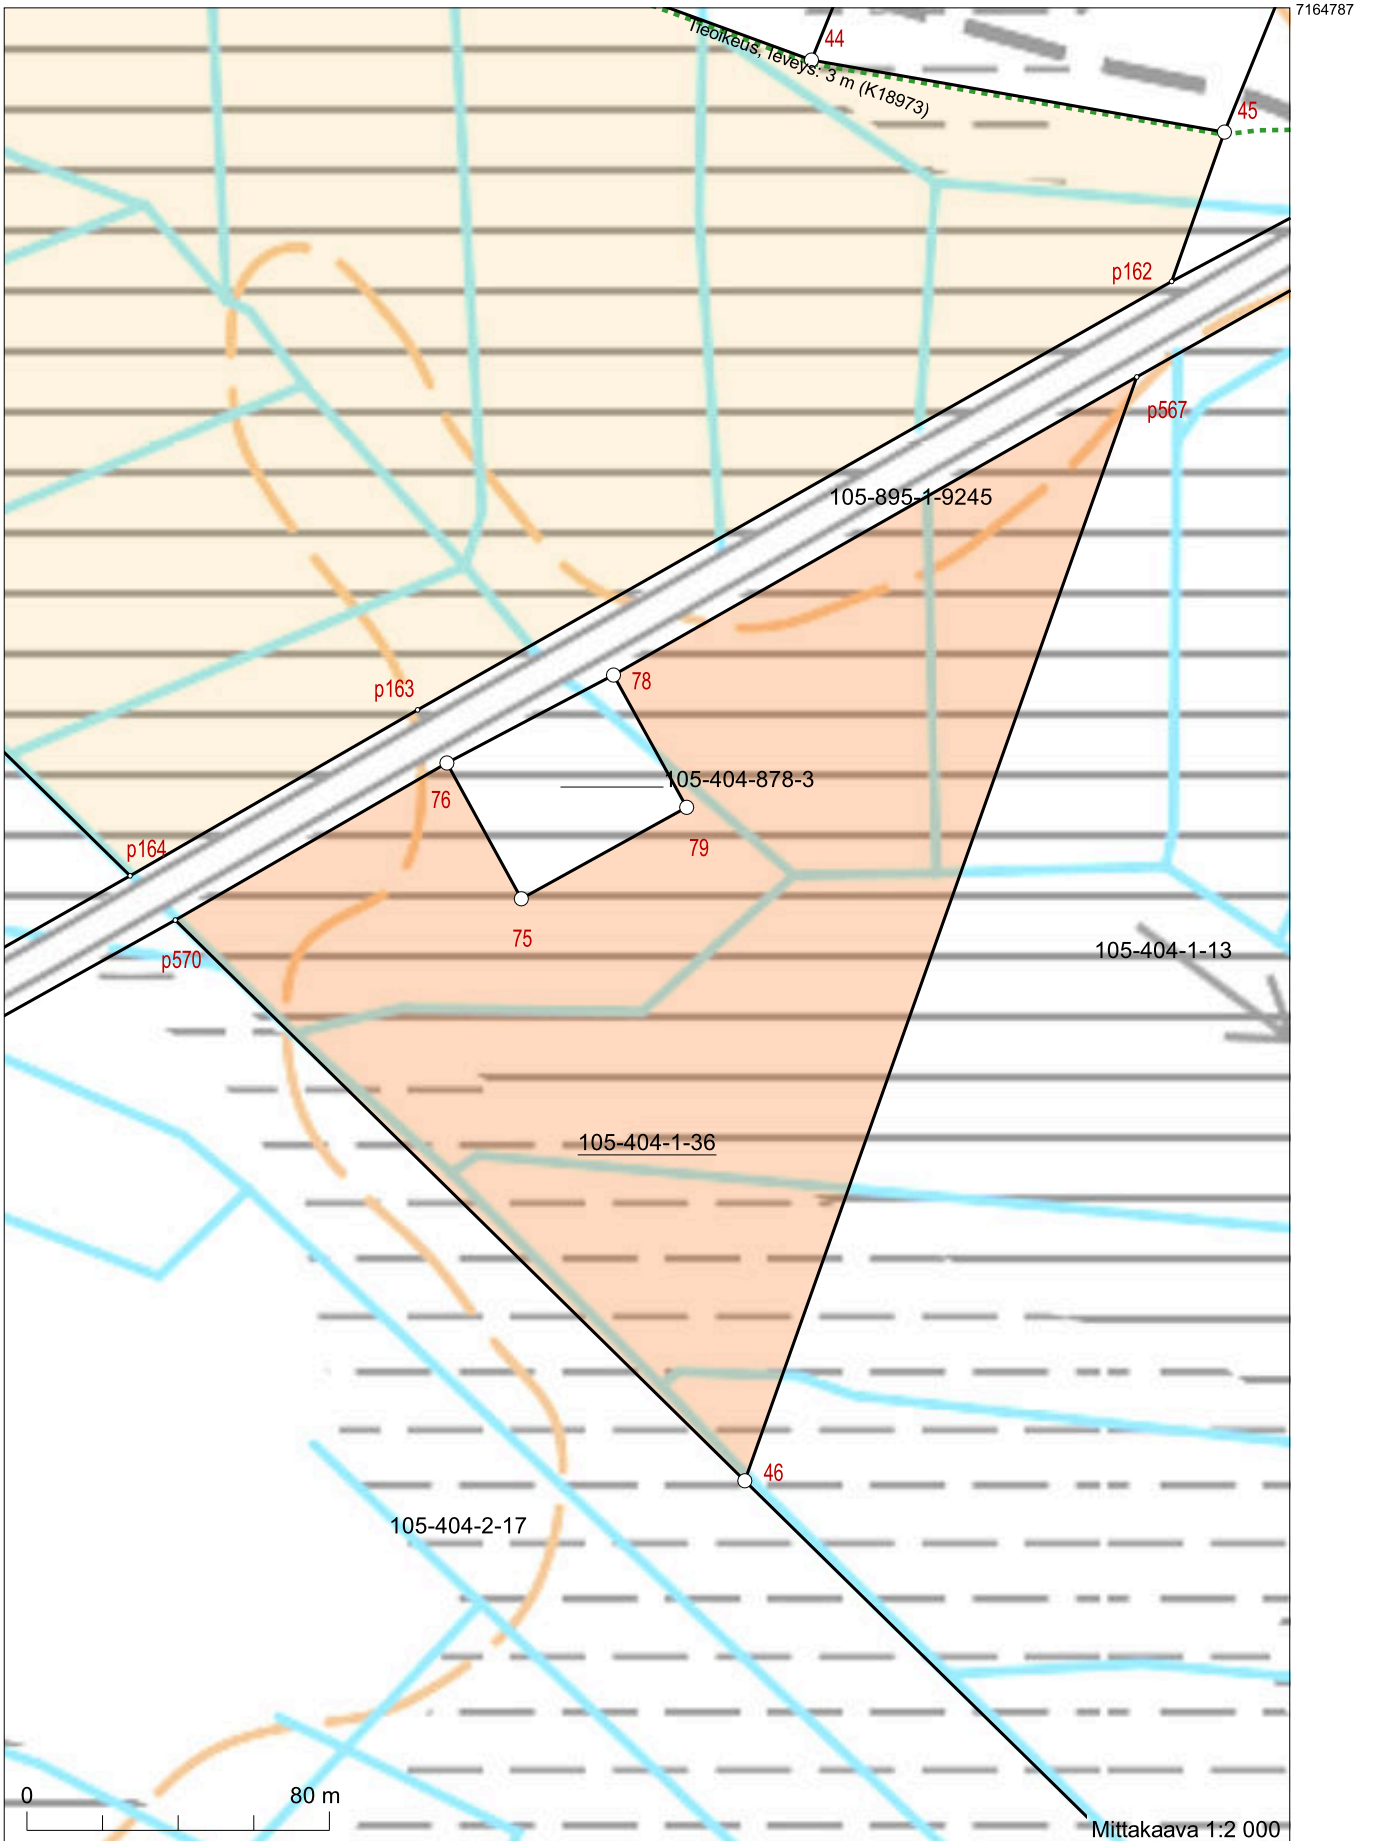 7164787
44
Tieoikeus, leveys: 3 m (K18973)
45
p162
p567
105-895-1-9245
78
p163
105-404-878-3
76
79
p164
75
105-404-1-13
p570
105-404-1-36
46
105-404-2-17
0
80 m
Mittakaava 1:2 000